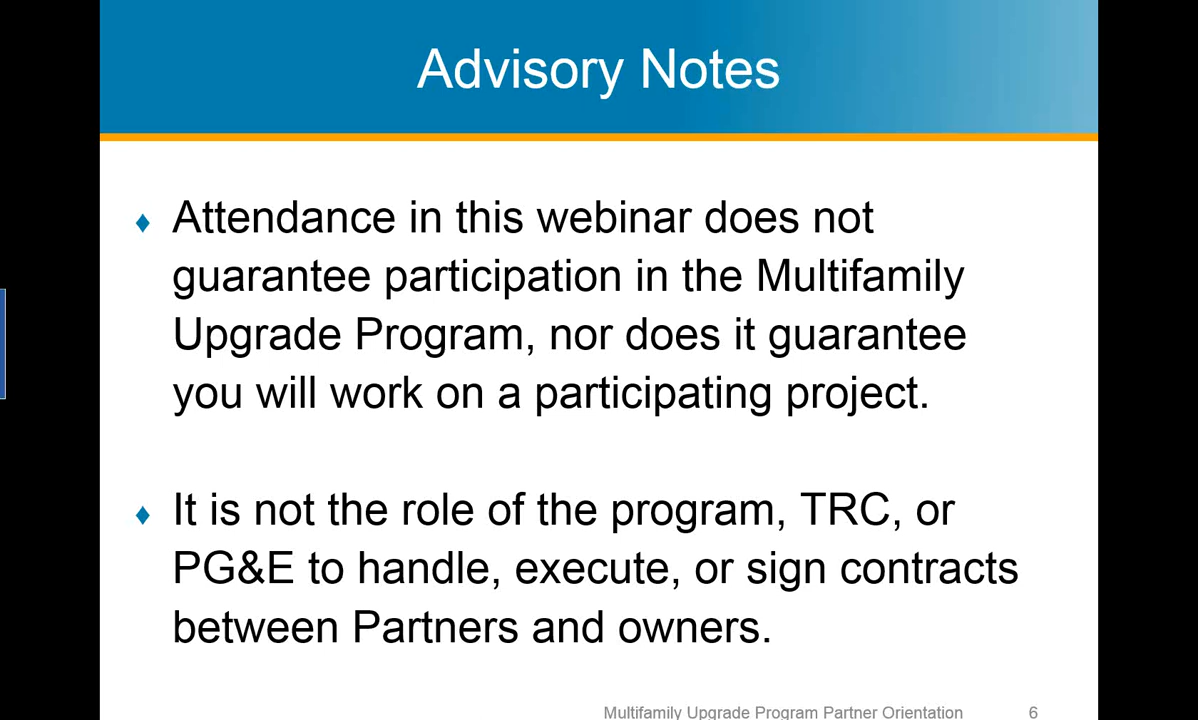 Advisory Notes
Attendance in this webinar does not
guarantee participation in the Multifamily
Upgrade Program, nor does it guarantee
you will work on a participating project.
It is not the role of the program, TRC, or
PG&E to handle, execute, or sign contracts
between Partners and owners.
Multifamily Upgrade Program Partner Orientation 6